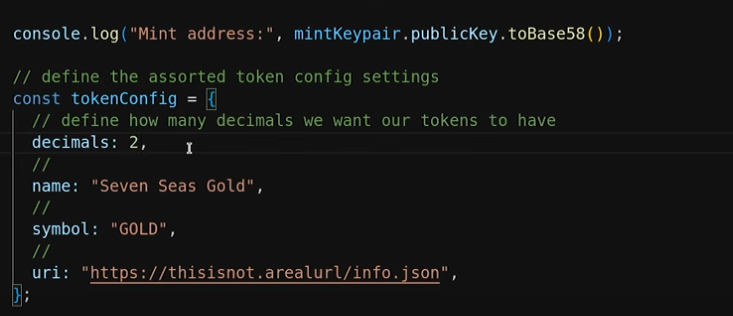 console.log("Mint address:", mintKeypair.publicKey.toBase58());
// define the assorted token config settings
const tokenConfig = {
// define how many decimals we want our tokens to have
decimals: 2,
//
name: "Seven Seas Gold",
//
symbol: "GOLD",
//
uri: "https://thisisnot.arealurl/info.json",
};